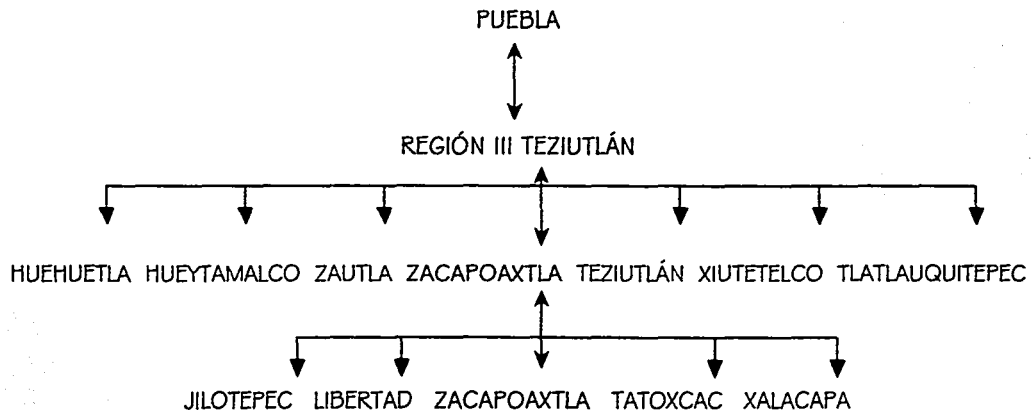 PUEBLA
REGIÓN III TEZIUTLÁN
HUEHUETLA HUEYTAMALCO ZAUTLA ZACAPOAXTLA TEZIUTLÁN XIUTETELCO TLATLAUQUITEPEC
JILOTEPEC LIBERTAD ZACAPOAXTLA TATOXCAC XALACAPA